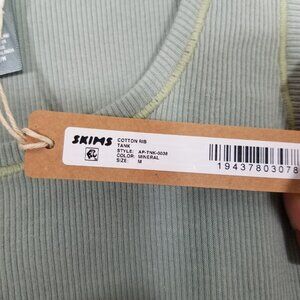 SKIMS
COTTON RIB
TANK
STYLE: AP-TNK-0038
COLOR: MINERAL
SIZE: M
19437803078